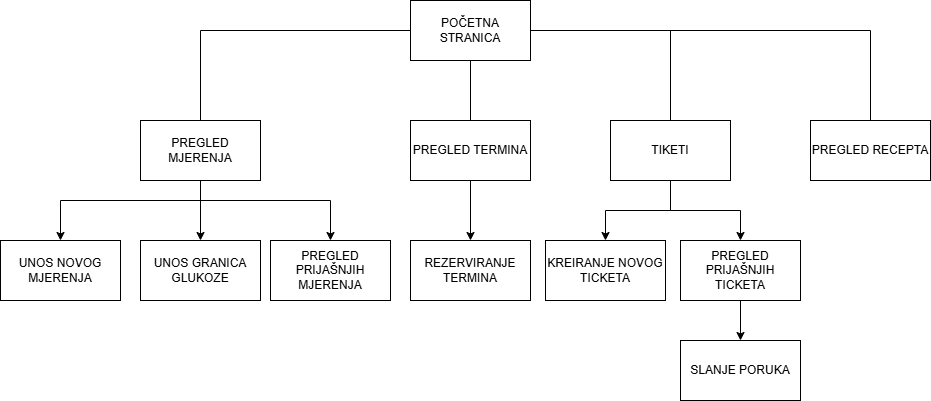 POČETNA
STRANICA
PREGLED
MJERENJA
PREGLED TERMINA
TIKETI
PREGLED RECEPTA
UNOS NOVOG
MJERENJA
UNOS GRANICA
GLUKOZE
PREGLED
PRIJAŠNJIH
MJERENJA
REZERVIRANJE
TERMINA
KREIRANJE NOVOG
TICKETA
PREGLED
PRIJAŠNJIH
TICKETA
SLANJE PORUKA